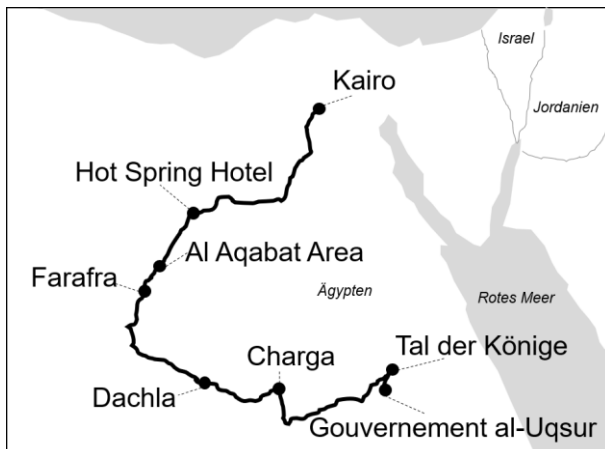 Israel
Kairo
Jordanien
Hot Spring Hotel
Al Aqabat Area
Farafra
Ägypten
Rotes Meer
Tal der Könige
Charga
Dachla
Gouvernement al-Uqsur